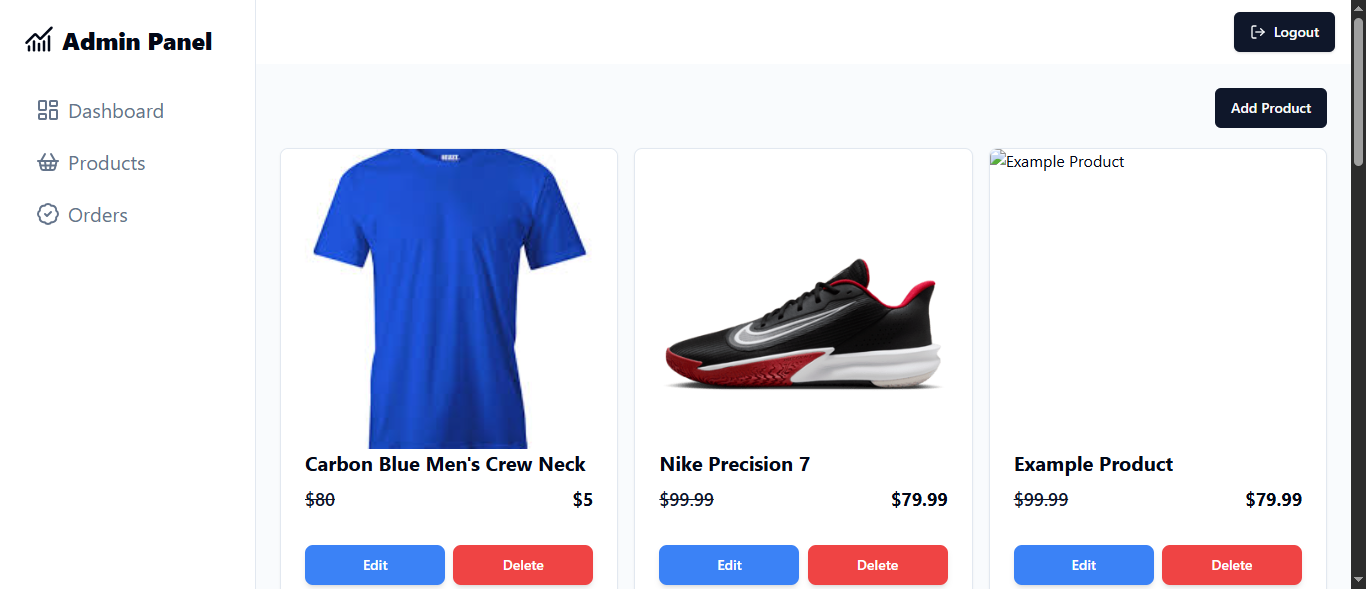 Admin Panel
Logout
Dashboard
Products
Orders
Add Product
Example Product
Carbon Blue Men's Crew Neck
$80 $5
Edit Delete
Nike Precision 7
$99.99 $79.99
Edit Delete
Example Product
$99.99 $79.99
Edit Delete